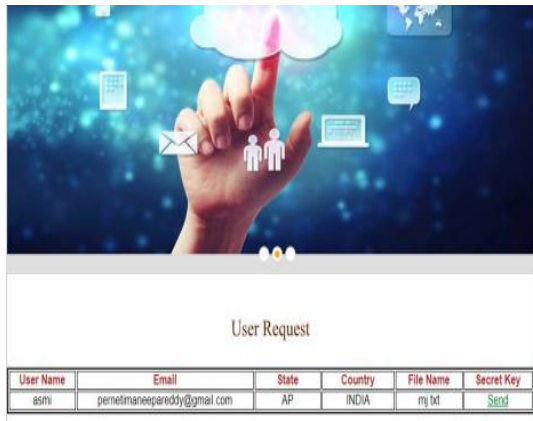 User Request
User Name Email State Country File Name Secret Key
asmi pernetimaneepareddy@gmail.com AP INDIA mj.txt Send